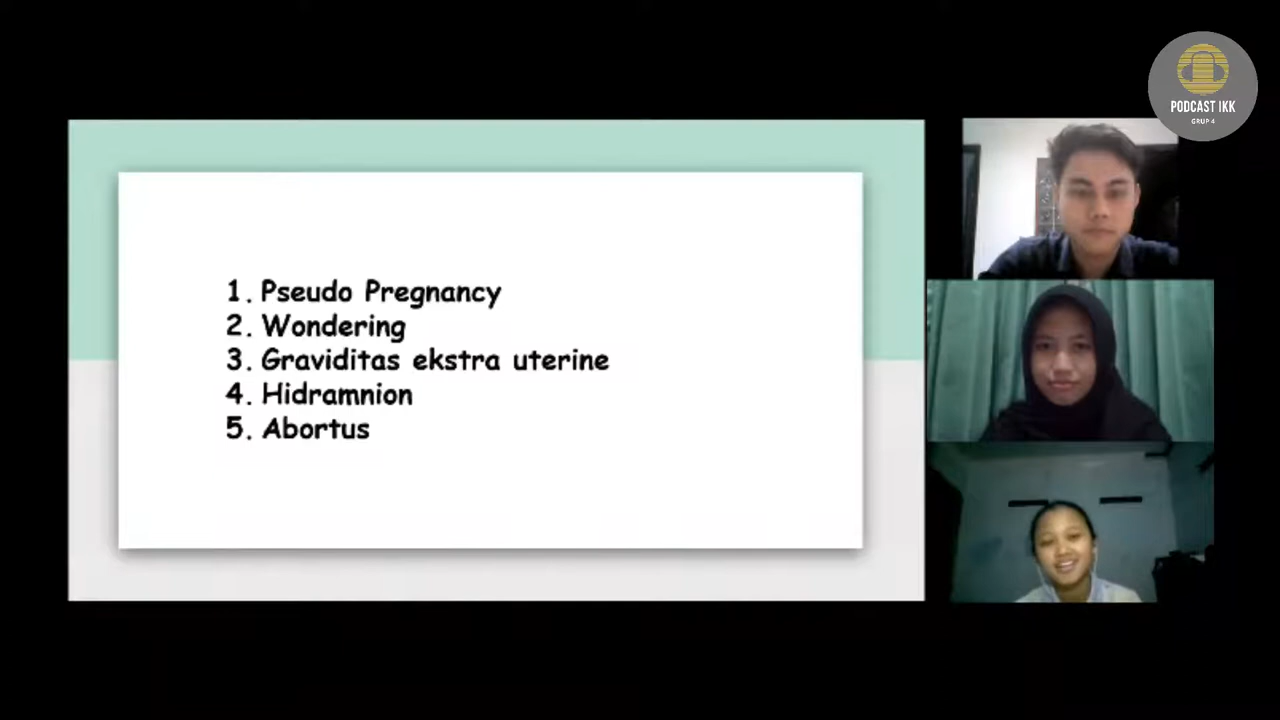 PODCAST IKK
GRUP 4
1. Pseudo Pregnancy
2. Wondering
3. Graviditas ekstra uterine
4. Hidramnion
5. Abortus